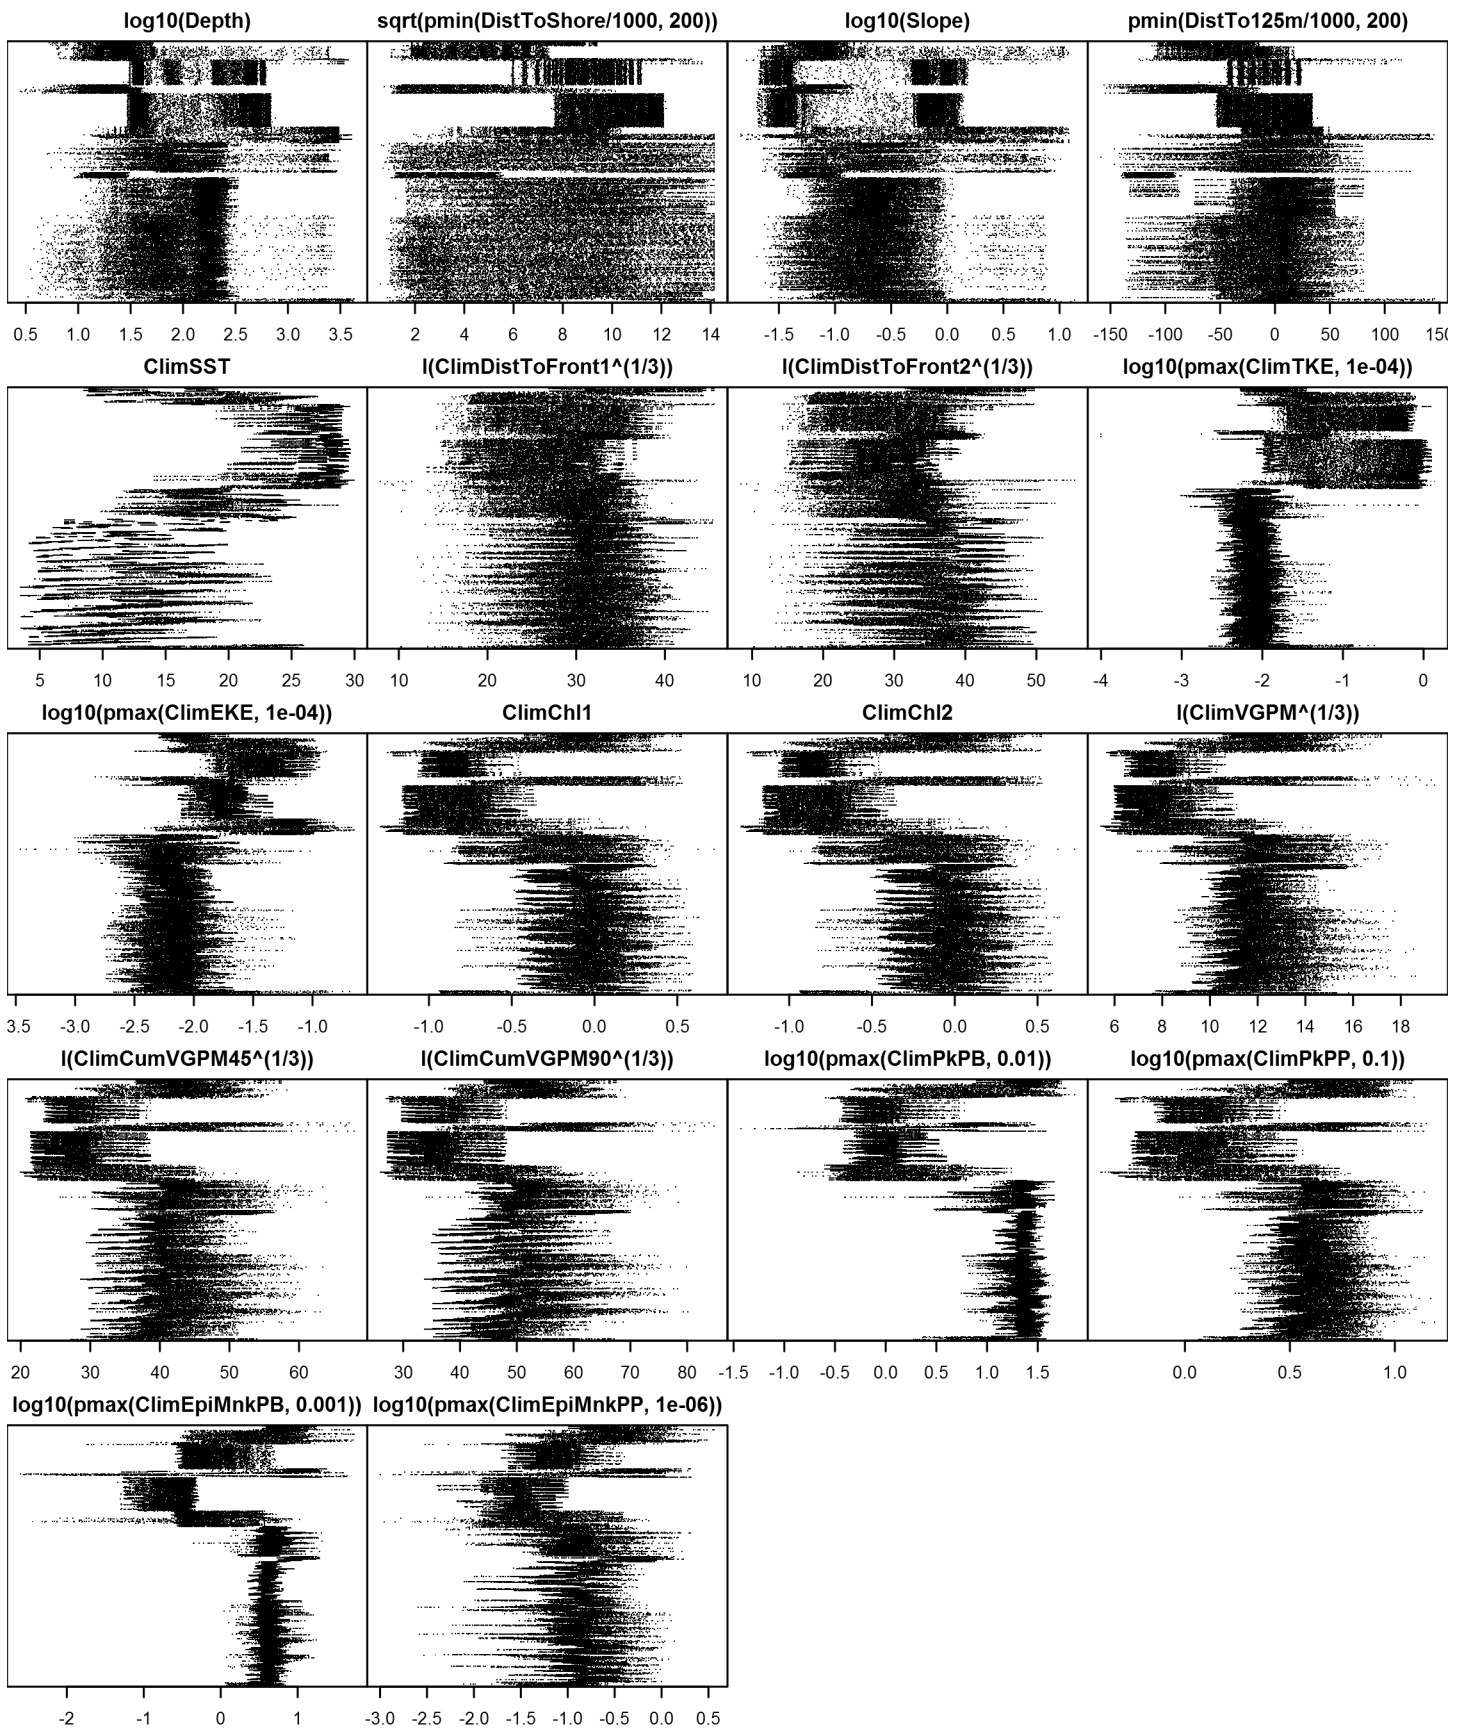 log10(Depth) sqrt(pmin(DistToShore/1000, 200)) log10(Slope) pmin(DistTo125m/1000, 200)
0.5 1.0 1.5 2.0 2.5 3.0 3.5 2 4 6 8 10 12 14 -1.5 -1.0 -0.5 0.0 0.5 1.0 -150 -100 -50 0 50 100
ClimSST I(ClimDistToFront1^(1/3)) I(ClimDistToFront2^(1/3)) log10(pmax(ClimTKE, 1e-04))
5 10 15 20 25 30 10 20 30 40 10 20 30 40 50 -4 -3 -2 -1 0
log10(pmax(ClimEKE, 1e-04)) ClimChl1 ClimChl2 I(ClimVGPM^(1/3))
3.5 -3.0 -2.5 -2.0 -1.5 -1.0 -1.0 -0.5 0.0 0.5 -1.0 -0.5 0.0 0.5 6 8 10 12 14 16 18
I(ClimCumVGPM45^(1/3)) I(ClimCumVGPM90^(1/3)) log10(pmax(ClimPkPB, 0.01)) log10(pmax(ClimPkPP, 0.1))
20 30 40 50 60 30 40 50 60 70 80 -1.5 -1.0 -0.5 0.0 0.5 1.0 1.5 0.0 0.5 1.0
log10(pmax(ClimEpiMnkPB, 0.001)) log10(pmax(ClimEpiMnkPP, 1e-06))
-2 -1 0 1 -3.0 -2.5 -2.0 -1.5 -1.0 -0.5 0.0 0.5